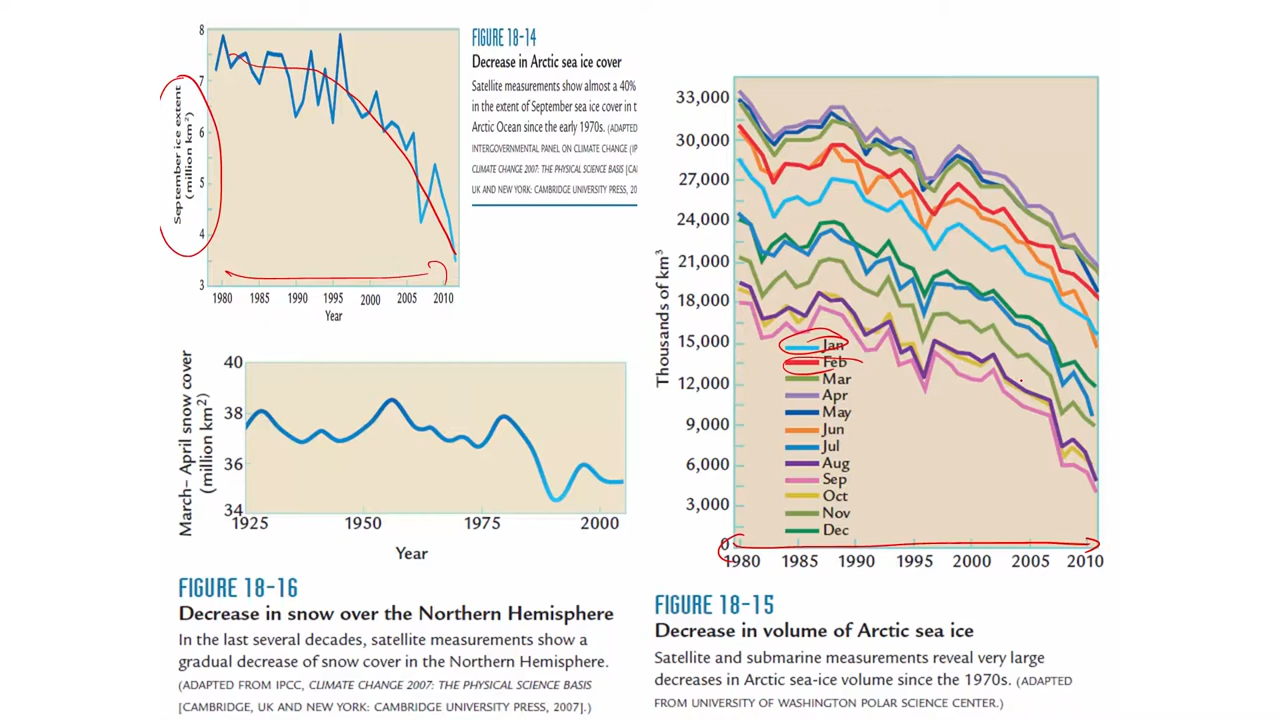 8
7
6
5
4
3
September ice extent
(million km²)
1980 1985 1990 1995 2000 2005 2010
Year
FIGURE 18-14
Decrease in Arctic sea ice cover
Satellite measurements show almost a 40%
in the extent of September sea ice cover in t
Arctic Ocean since the early 1970s. (ADAPTED
INTERGOVERNMENTAL PANEL ON CLIMATE CHANGE (IP
CLIMATE CHANGE 2007: THE PHYSICAL SCIENCE BASIS [CA
UK AND NEW YORK: CAMBRIDGE UNIVERSITY PRESS, 20
40
38
36
34
March–April snow cover
(million km²)
1925 1950 1975 2000
Year
FIGURE 18-16
Decrease in snow over the Northern Hemisphere
In the last several decades, satellite measurements show a
gradual decrease of snow cover in the Northern Hemisphere.
(ADAPTED FROM IPCC, CLIMATE CHANGE 2007: THE PHYSICAL SCIENCE BASIS
[CAMBRIDGE, UK AND NEW YORK: CAMBRIDGE UNIVERSITY PRESS, 2007].)
33,000
30,000
27,000
24,000
21,000
18,000
15,000
12,000
9,000
6,000
3,000
0
Thousands of km³
Jan
Feb
Mar
Apr
May
Jun
Jul
Aug
Sep
Oct
Nov
Dec
1980 1985 1990 1995 2000 2005 2010
FIGURE 18-15
Decrease in volume of Arctic sea ice
Satellite and submarine measurements reveal very large
decreases in Arctic sea-ice volume since the 1970s. (ADAPTED
FROM UNIVERSITY OF WASHINGTON POLAR SCIENCE CENTER.)